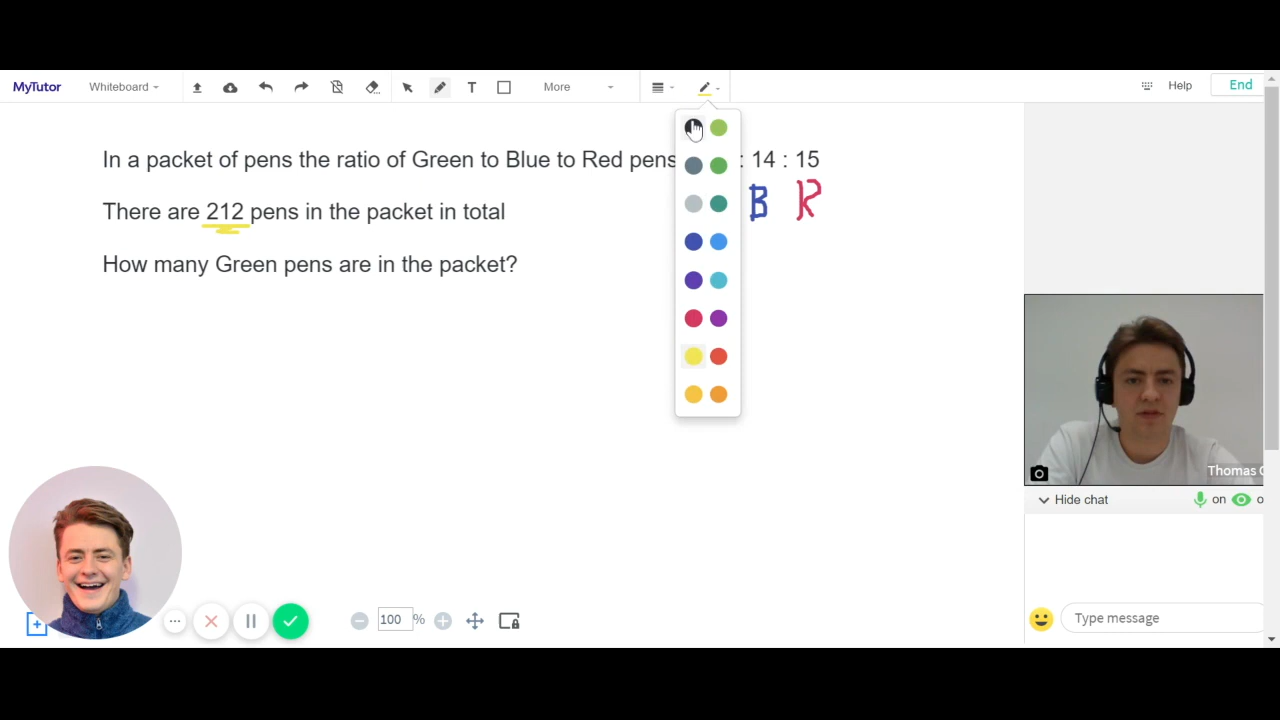 MyTutor Whiteboard T More Help End
In a packet of pens the ratio of Green to Blue to Red pens : 14 : 15
B R
There are 212 pens in the packet in total
How many Green pens are in the packet?
Thomas
Hide chat on
100 %
Type message